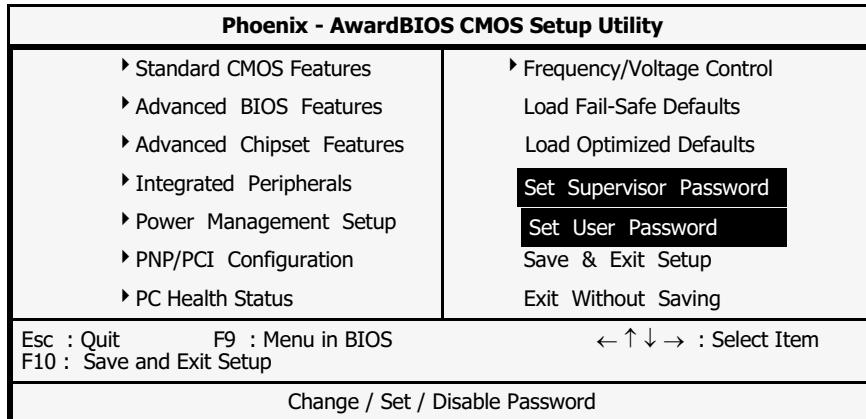 Phoenix - AwardBIOS CMOS Setup Utility
Standard CMOS Features
Advanced BIOS Features
Advanced Chipset Features
Integrated Peripherals
Power Management Setup
PNP/PCI Configuration
PC Health Status
Frequency/Voltage Control
Load Fail-Safe Defaults
Load Optimized Defaults
Set Supervisor Password
Set User Password
Save & Exit Setup
Exit Without Saving
Esc : Quit F9 : Menu in BIOS ← ↑ ↓ → : Select Item
F10 : Save and Exit Setup
Change / Set / Disable Password